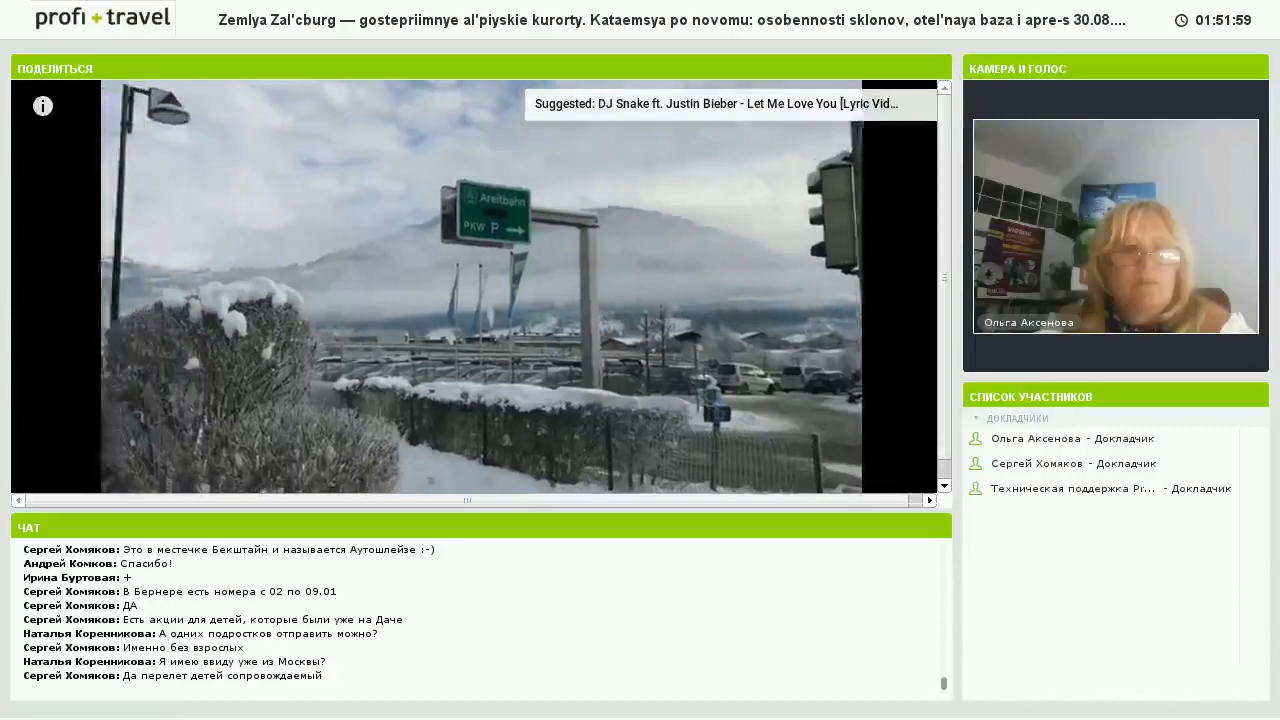 profi + travel
Zemlya Zal'cburg — gostepriimnye al'piyskie kurorty. Kataemsya po novomu: osobennosti sklonov, otel'naya baza i apre-s 30.08....
01:51:59
ПОДЕЛИТЬСЯ
Suggested: DJ Snake ft. Justin Bieber - Let Me Love You [Lyric Vid...
Areitbahn
PKW P
КАМЕРА И ГОЛОС
Ольга Аксенова
СПИСОК УЧАСТНИКОВ
ДОКЛАДЧИКИ
Ольга Аксенова - Докладчик
Сергей Хомяков - Докладчик
Техническая поддержка Pr... - Докладчик
ЧАТ
Сергей Хомяков: Это в местечке Бекштайн и называется Аутошлейзе :-)
Андрей Комков: Спасибо!
Ирина Буртовая: +
Сергей Хомяков: В Бернере есть номера с 02 по 09.01
Сергей Хомяков: ДА
Сергей Хомяков: Есть акции для детей, которые были уже на Даче
Наталья Коренникова: А одних подростков отправить можно?
Сергей Хомяков: Именно без взрослых
Наталья Коренникова: Я имею ввиду уже из Москвы?
Сергей Хомяков: Да перелет детей сопровождаемый